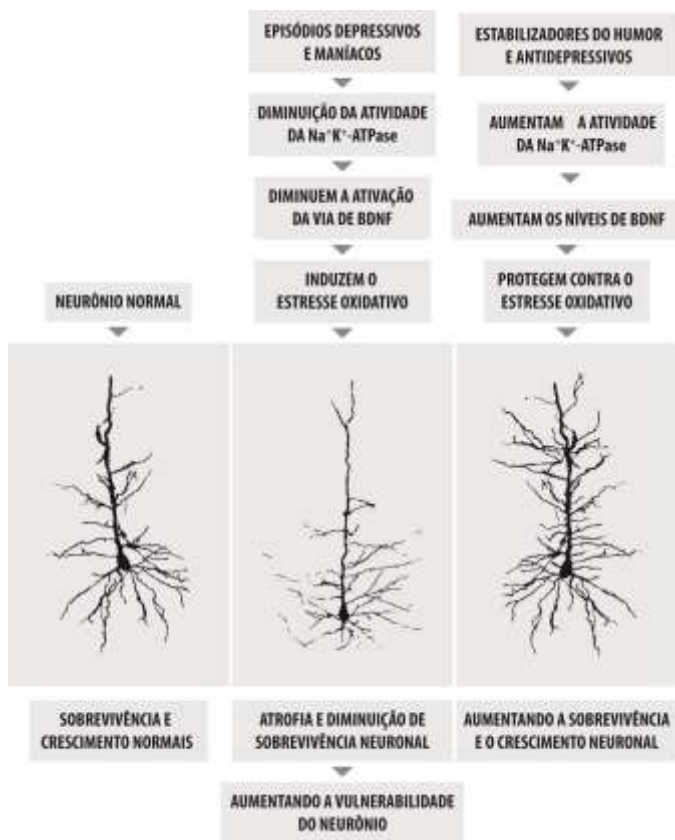 EPISÓDIOS DEPRESSIVOS
E MANÍACOS
DIMINUIÇÃO DA ATIVIDADE
DA Na⁺K⁺-ATPase
DIMINUEM A ATIVAÇÃO
DA VIA DE BDNF
INDUZEM O
ESTRESSE OXIDATIVO
ESTABILIZADORES DO HUMOR
E ANTIDEPRESSIVOS
AUMENTAM A ATIVIDADE
DA Na⁺K⁺-ATPase
AUMENTAM OS NÍVEIS DE BDNF
PROTEGEM CONTRA O
ESTRESSE OXIDATIVO
NEURÔNIO NORMAL
SOBREVIVÊNCIA E
CRESCIMENTO NORMAIS
ATROFIA E DIMINUIÇÃO DE
SOBREVIVÊNCIA NEURONAL
AUMENTANDO A SOBREVIVÊNCIA
E O CRESCIMENTO NEURONAL
AUMENTANDO A VULNERABILIDADE
DO NEURÔNIO